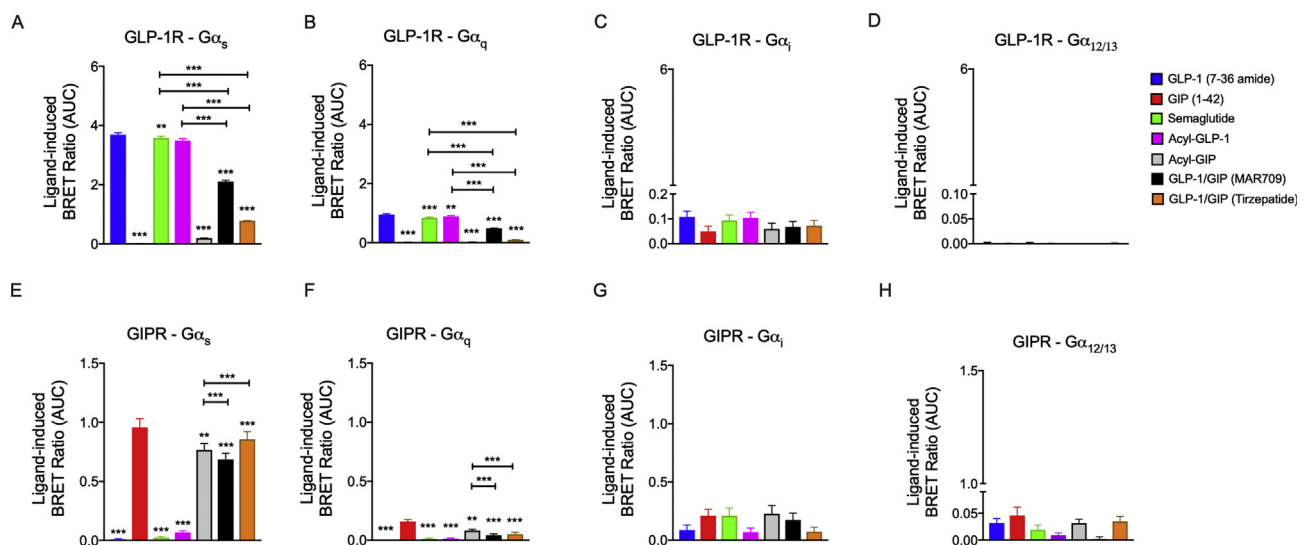 A
GLP-1R - Gαs
Ligand-induced
BRET Ratio (AUC)
6
4
2
0
***
***
***
***
**
***
***
***
***
B
GLP-1R - Gαq
Ligand-induced
BRET Ratio (AUC)
6
4
2
0
***
***
***
***
***
***
**
***
***
***
C
GLP-1R - Gαi
Ligand-induced
BRET Ratio (AUC)
6
0.2
0.1
0.0
D
GLP-1R - Gα12/13
Ligand-induced
BRET Ratio (AUC)
6
0.10
0.05
0.00
GLP-1 (7-36 amide)
GIP (1-42)
Semaglutide
Acyl-GLP-1
Acyl-GIP
GLP-1/GIP (MAR709)
GLP-1/GIP (Tirzepatide)
E
GIPR - Gαs
Ligand-induced
BRET Ratio (AUC)
1.5
1.0
0.5
0.0
***
***
***
***
***
**
***
***
F
GIPR - Gαq
Ligand-induced
BRET Ratio (AUC)
1.5
1.0
0.5
0.0
***
***
***
***
***
**
***
***
G
GIPR - Gαi
Ligand-induced
BRET Ratio (AUC)
1.5
1.0
0.5
0.0
H
GIPR - Gα12/13
Ligand-induced
BRET Ratio (AUC)
1.5
1.0
0.05
0.00